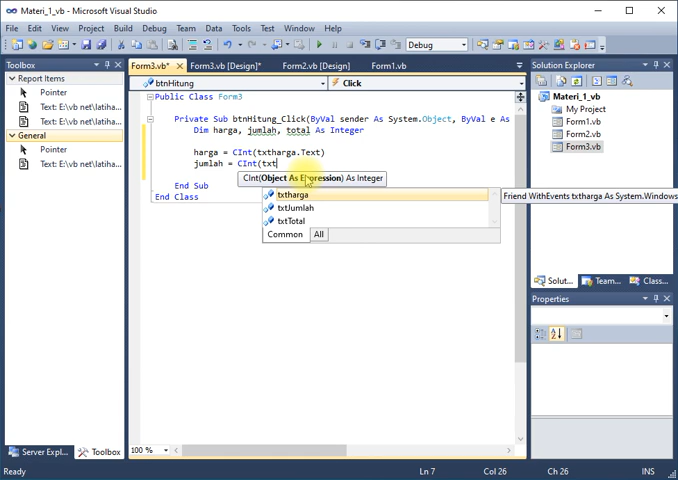 Materi_1_vb - Microsoft Visual Studio
File Edit View Project Build Debug Team Data Tools Test Window Help
Debug
Toolbox
Report Items
Pointer
Text: E:\vb net\latiha...
Text: E:\vb net\latiha...
General
Pointer
Text: E:\vb net\latiha...
Form3.vb* Form3.vb [Design]* Form2.vb [Design] Form1.vb
btnHitung Click
Public Class Form3
Private Sub btnHitung_Click(ByVal sender As System.Object, ByVal e As
Dim harga, jumlah, total As Integer
harga = CInt(txtharga.Text)
jumlah = CInt(txt
CInt(Object As Expression) As Integer
End Sub
End Class
txtharga
txtJumlah
txtTotal
Common All
Friend WithEvents txtharga As System.Windows
Solution Explorer
Materi_1_vb
My Project
Form1.vb
Form2.vb
Form3.vb
Solut... Team... Class...
Properties
100 %
Server Expl... Toolbox
Ready Ln 7 Col 26 Ch 26 INS